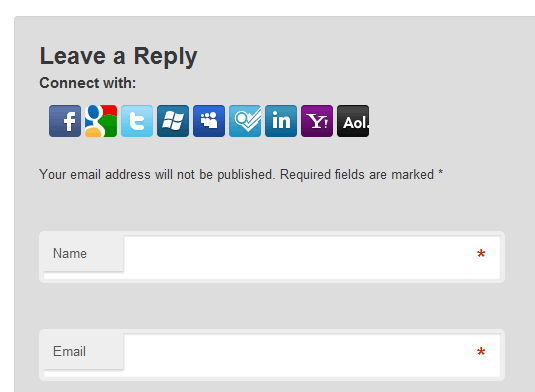 Leave a Reply
Connect with:
f t in Y! Aol.
Your email address will not be published. Required fields are marked *
Name *
Email *